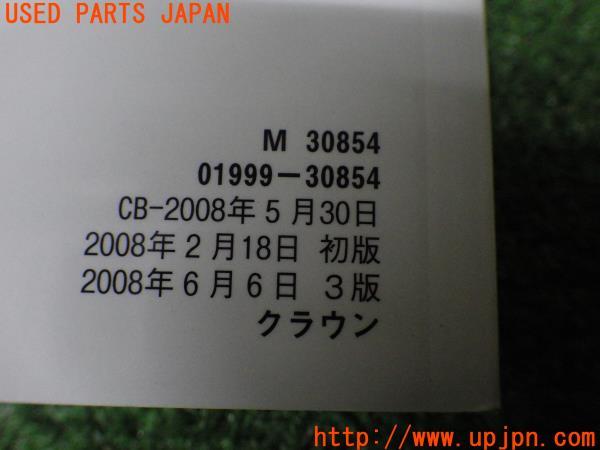 USED PARTS JAPAN
M 30854
01999－30854
CB-2008年5月30日
2008年2月18日 初版
2008年6月6日 3版
クラウン
http://www.upjpn.com